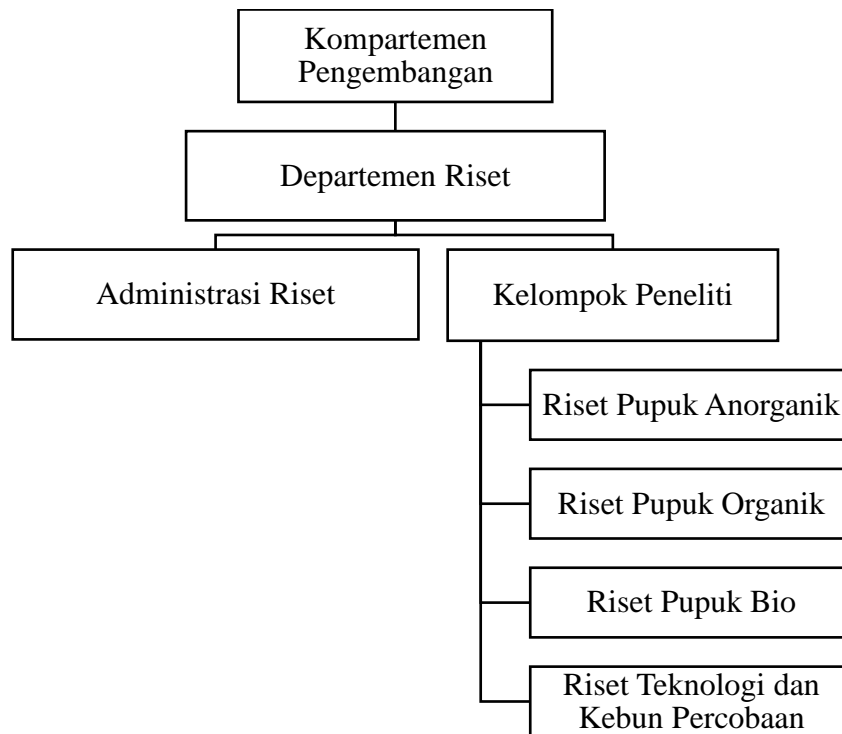 Kompartemen
Pengembangan
Departemen Riset
Administrasi Riset
Kelompok Peneliti
Riset Pupuk Anorganik
Riset Pupuk Organik
Riset Pupuk Bio
Riset Teknologi dan
Kebun Percobaan